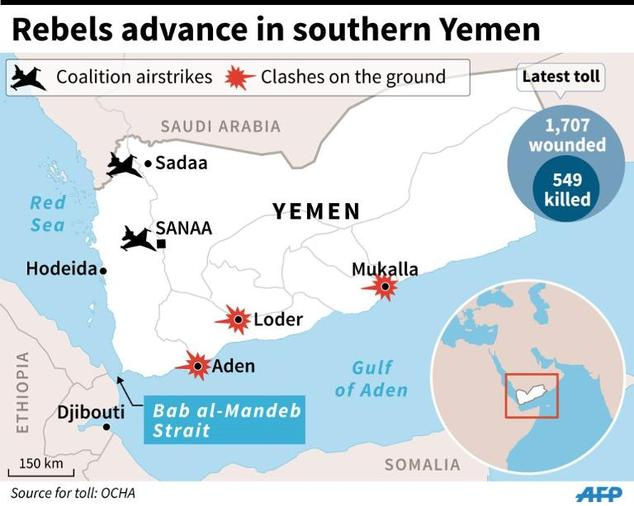 Rebels advance in southern Yemen
Coalition airstrikes
Clashes on the ground
Latest toll
1,707
wounded
549
killed
SAUDI ARABIA
Sadaa
Red
Sea
YEMEN
SANAA
Hodeida
Mukalla
Loder
Aden
Gulf
of Aden
ETHIOPIA
Djibouti
Bab al-Mandeb
Strait
SOMALIA
150 km
Source for toll: OCHA
AFP